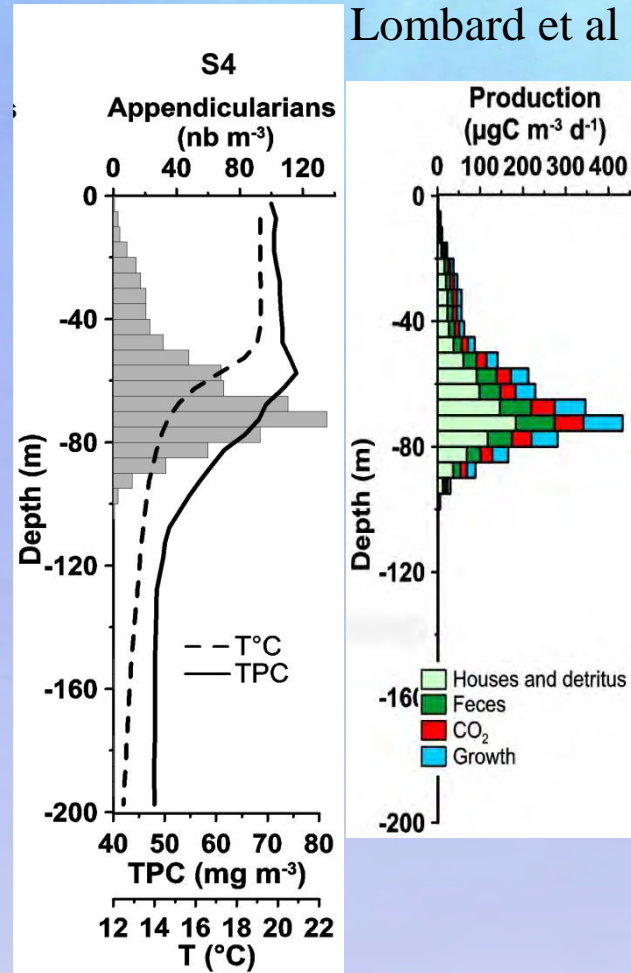 Lombard et al
S4
Appendicularians
(nb m⁻³)
0 40 80 120
0
-40
-80
-120
-160
-200
Depth (m)
T°C
TPC
40 50 60 70 80
TPC (mg m⁻³)
12 14 16 18 20 22
T (°C)
Production
(µgC m⁻³ d⁻¹)
0 100 200 300 400
0
-40
-80
-120
-160
-200
Depth (m)
Houses and detritus
Feces
CO₂
Growth